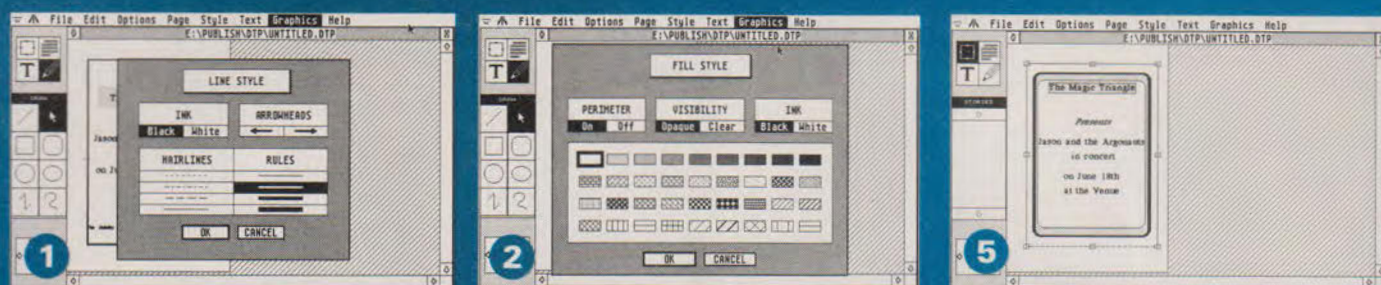 File Edit Options Page Style Text Graphics Help
E:\PUBLISH\DTP\UNTITLED.DTP
T
LINE STYLE
INK
ARROWHEADS
Black White
HAIRLINES RULES
Jason
on Ju
OK CANCEL
1
File Edit Options Page Style Text Graphics Help
E:\PUBLISH\DTP\UNTITLED.DTP
T
FILL STYLE
PERIMETER VISIBILITY INK
On Off Opaque Clear Black White
OK CANCEL
2
File Edit Options Page Style Text Graphics Help
E:\PUBLISH\DTP\UNTITLED.DTP
T
The Magic Triangle
Presents
Jason and the Argonauts
in concert
on June 18th
at the Venue
5